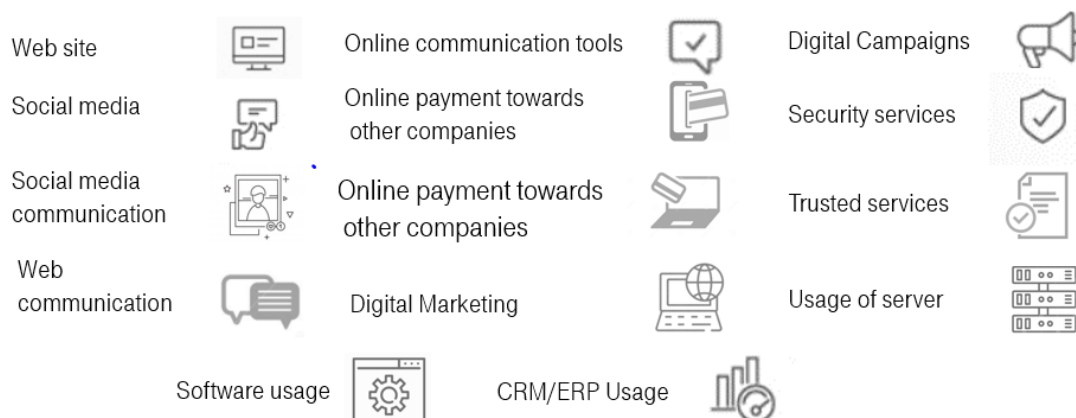 Web site
Online communication tools
Digital Campaigns
Social media
Online payment towards
other companies
Security services
Social media
communication
Online payment towards
other companies
Trusted services
Web
communication
Digital Marketing
Usage of server
Software usage
CRM/ERP Usage